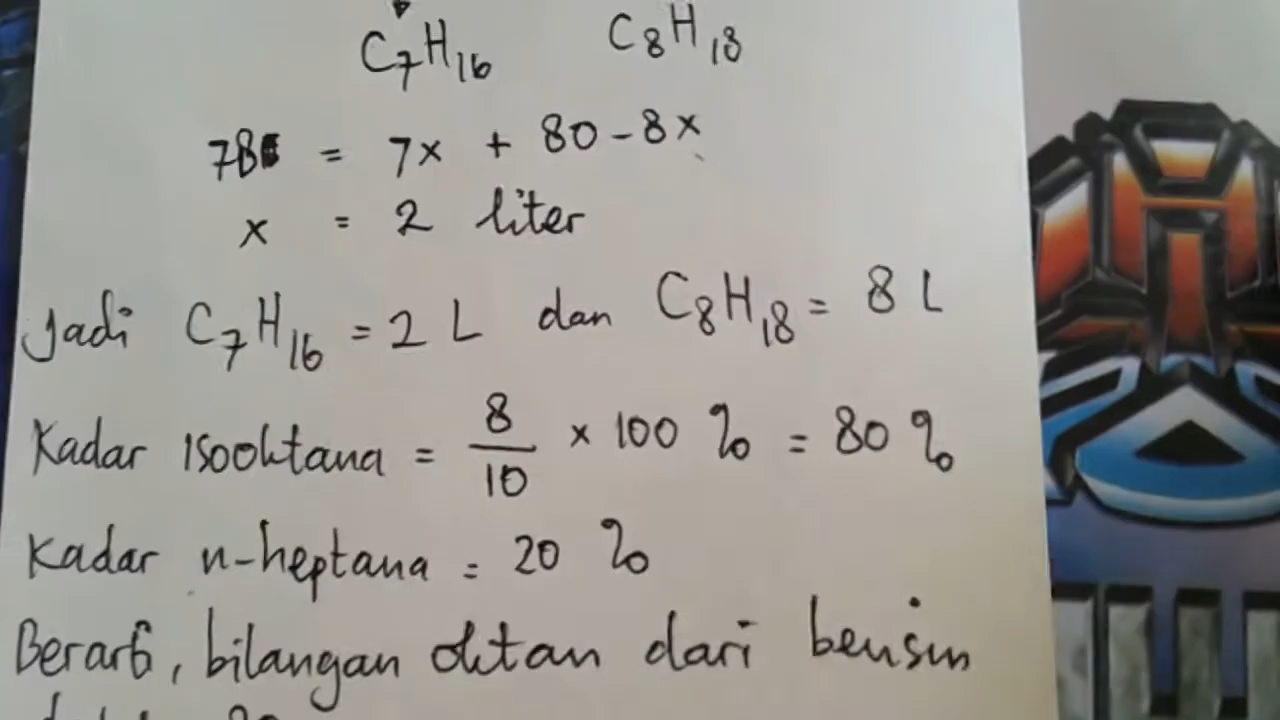 C₇H₁₆ C₈H₁₈
78 = 7x + 80 - 8x
x = 2 liter
Jadi C₇H₁₆ = 2 L dan C₈H₁₈ = 8 L
Kadar isooktana = 8/10 x 100 % = 80 %
Kadar n-heptana = 20 %
Berarti, bilangan oktan dari bensin